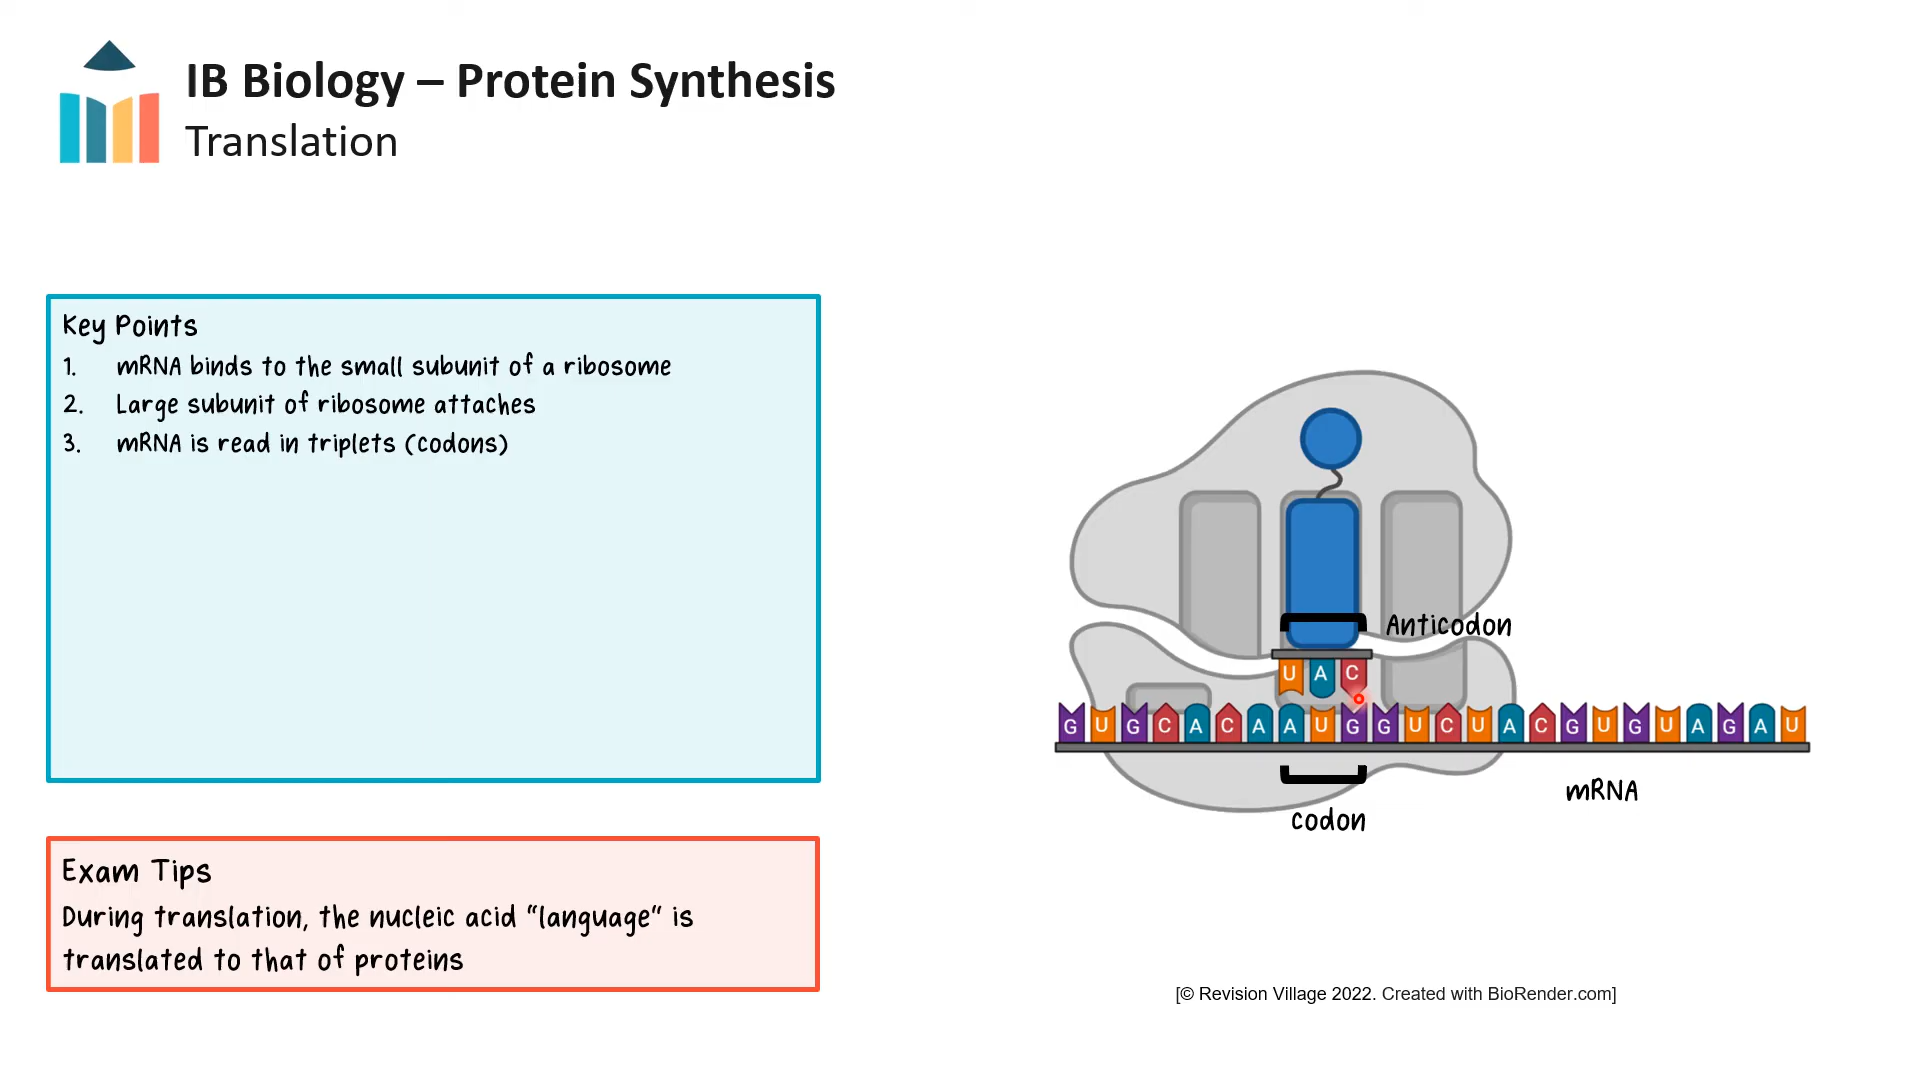 IB Biology – Protein Synthesis
Translation
Key Points
1. mRNA binds to the small subunit of a ribosome
2. Large subunit of ribosome attaches
3. mRNA is read in triplets (codons)
Exam Tips
During translation, the nucleic acid “language” is
translated to that of proteins
Anticodon
U A C
G U G C A C A A U G G U C U A C G U G U A G A U
mRNA
codon
[© Revision Village 2022. Created with BioRender.com]